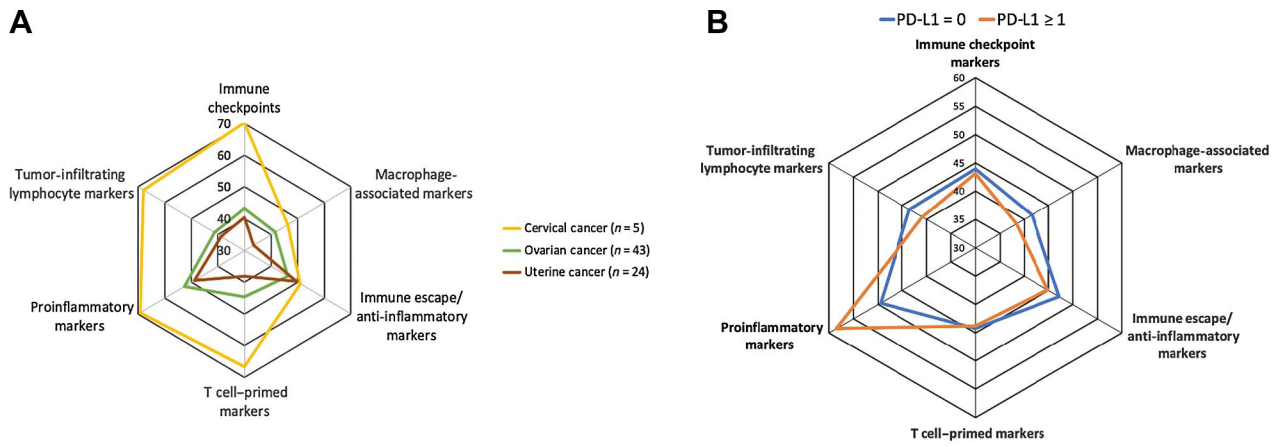 A
Immune
checkpoints
70
60
50
40
30
Tumor-infiltrating
lymphocyte markers
Macrophage-
associated markers
Proinflammatory
markers
Immune escape/
anti-inflammatory
markers
T cell–primed
markers
Cervical cancer (n = 5)
Ovarian cancer (n = 43)
Uterine cancer (n = 24)
B
PD-L1 = 0 PD-L1 ≥ 1
Immune checkpoint
markers
60
55
50
45
40
35
30
Tumor-infiltrating
lymphocyte markers
Macrophage-associated
markers
Proinflammatory
markers
Immune escape/
anti-inflammatory
markers
T cell–primed markers